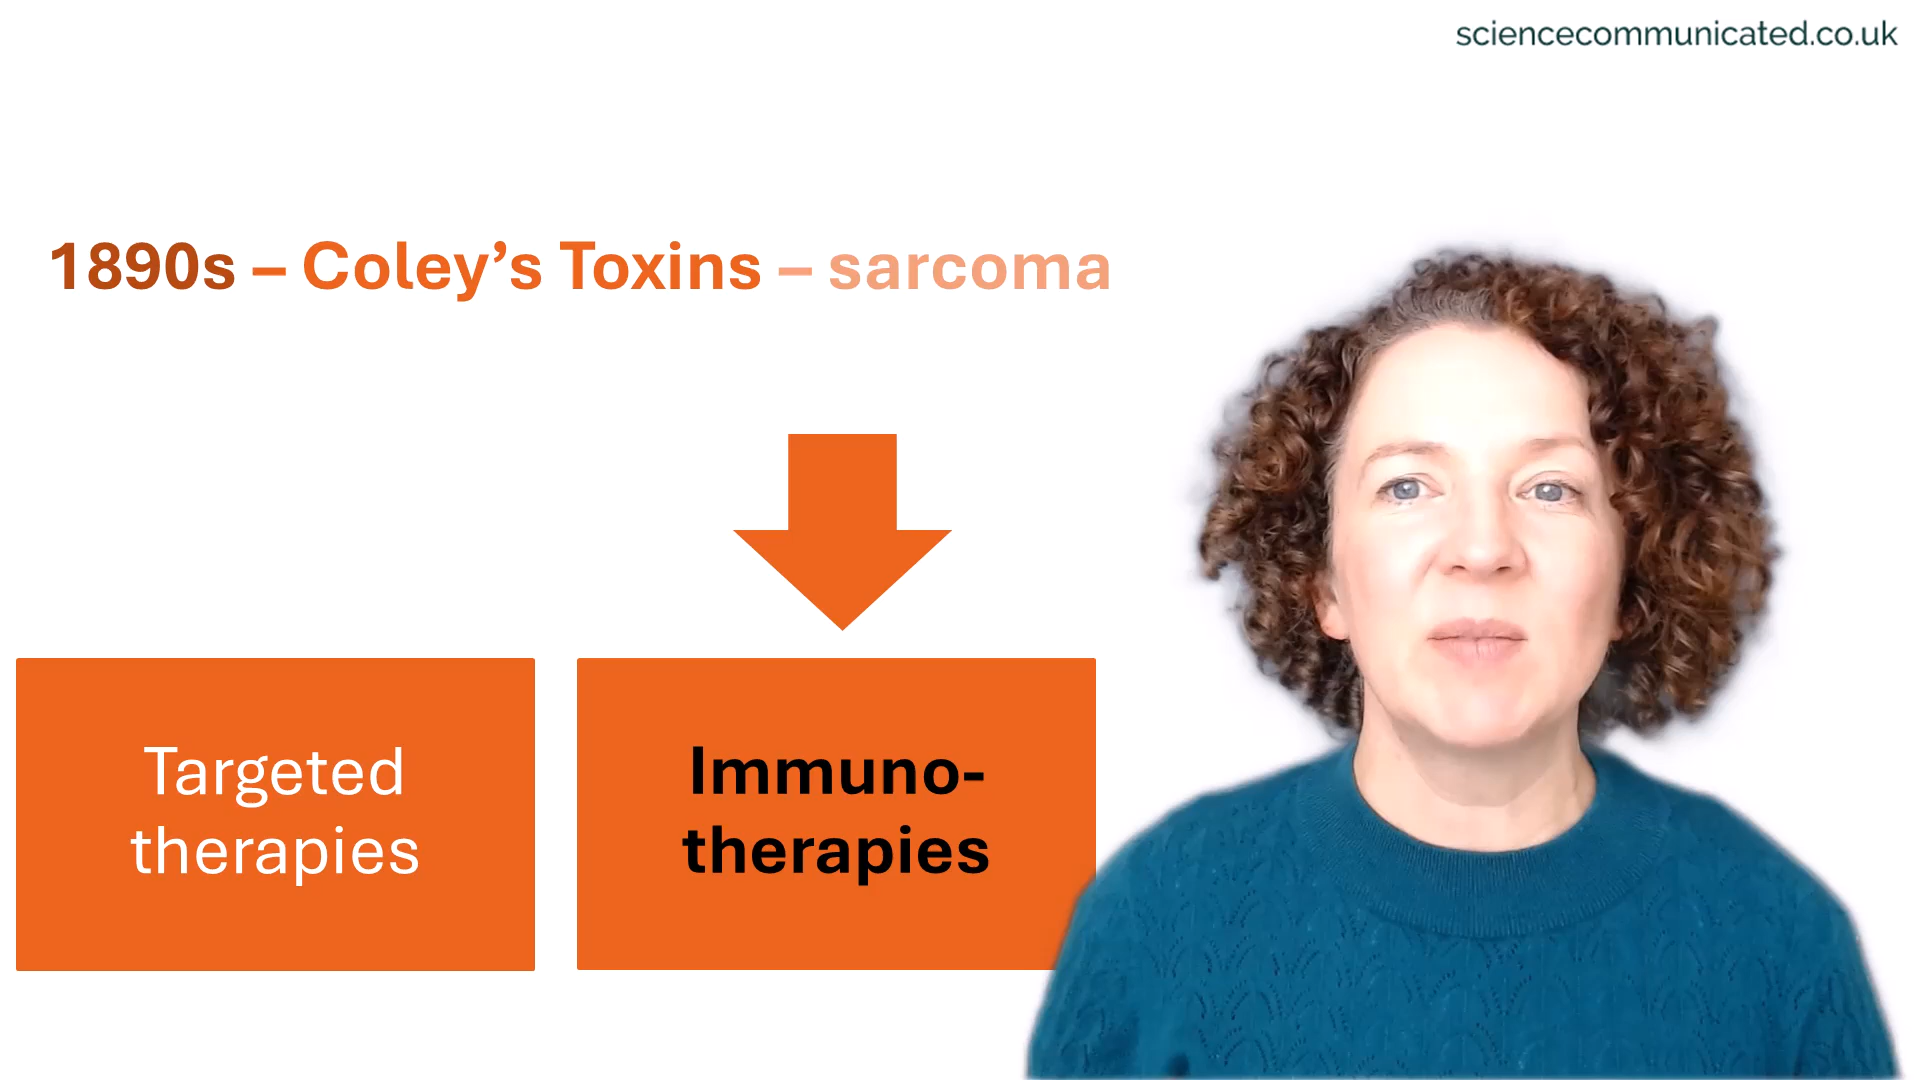 sciencecommunicated.co.uk
1890s – Coley’s Toxins – sarcoma
Targeted
therapies
Immuno-
therapies